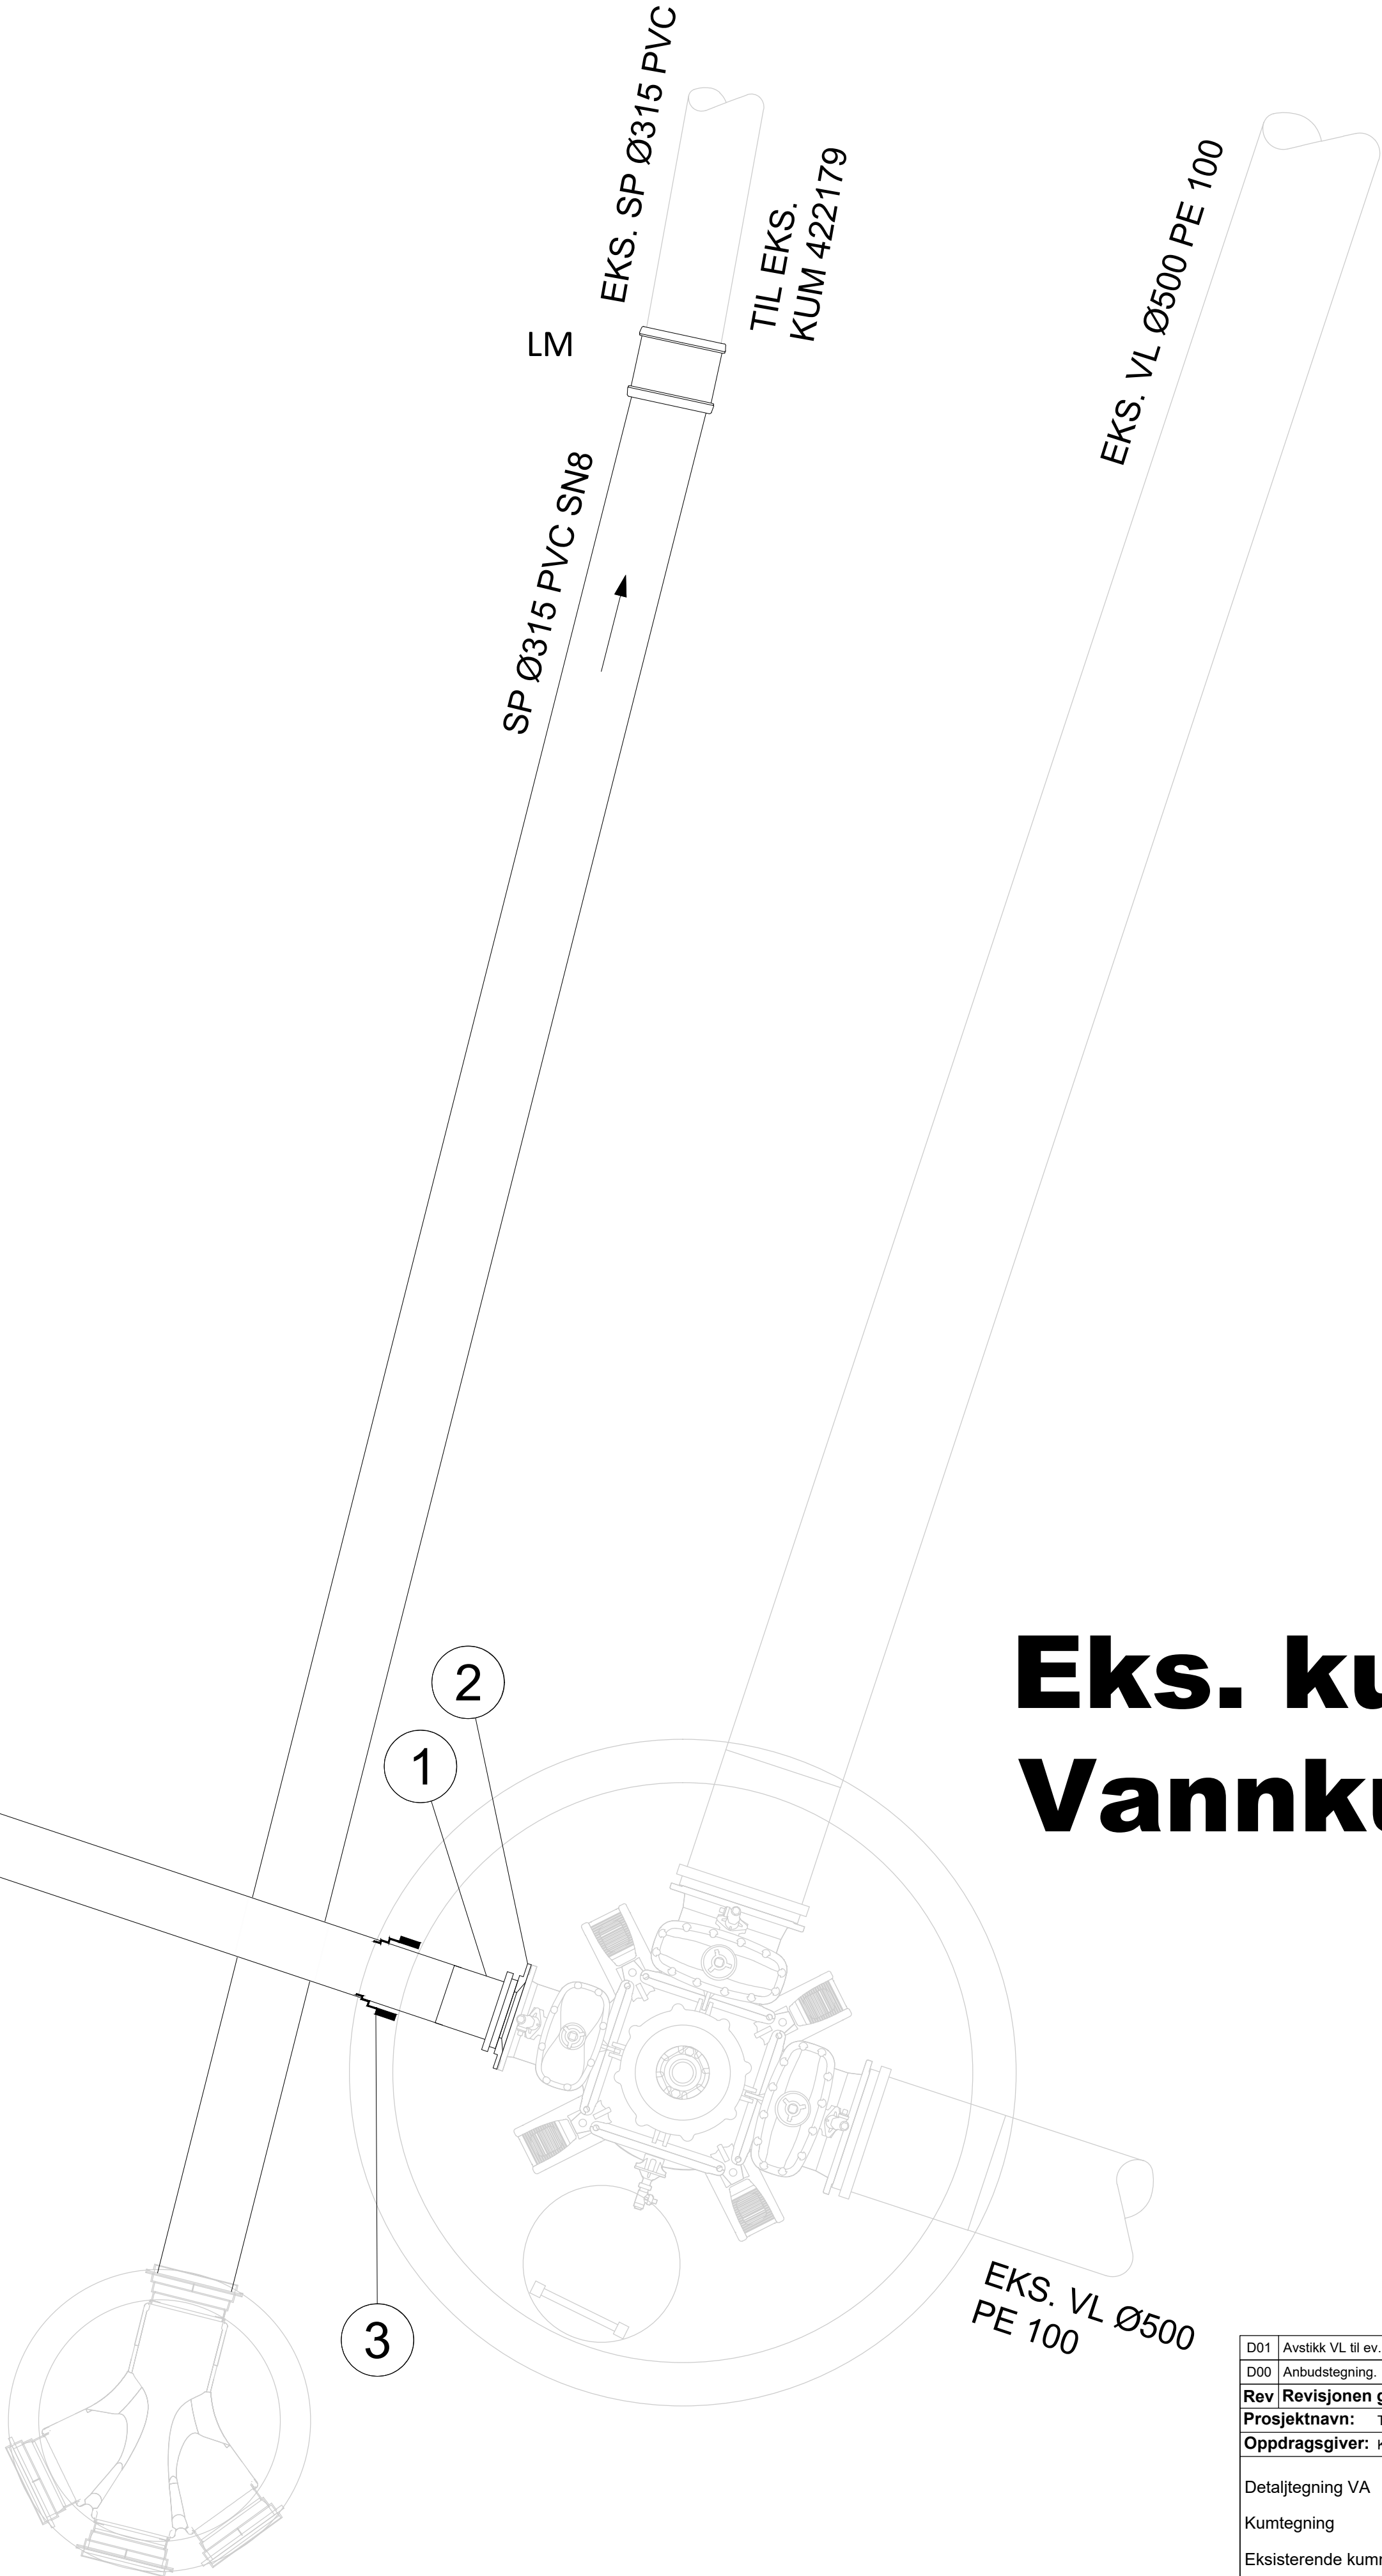 EKS. SP Ø315 PVC
TIL EKS.
KUM 422179
EKS. VL Ø500 PE 100
LM
SP Ø315 PVC SN8
2
1
Eks. ku
Vannku
3
EKS. VL Ø500
PE 100
D01 Avstikk VL til ev.
D00 Anbudstegning.
Rev Revisjonen g
Prosjektnavn: T
Oppdragsgiver: K
Detaljtegning VA
Kumtegning
Eksisterende kumr